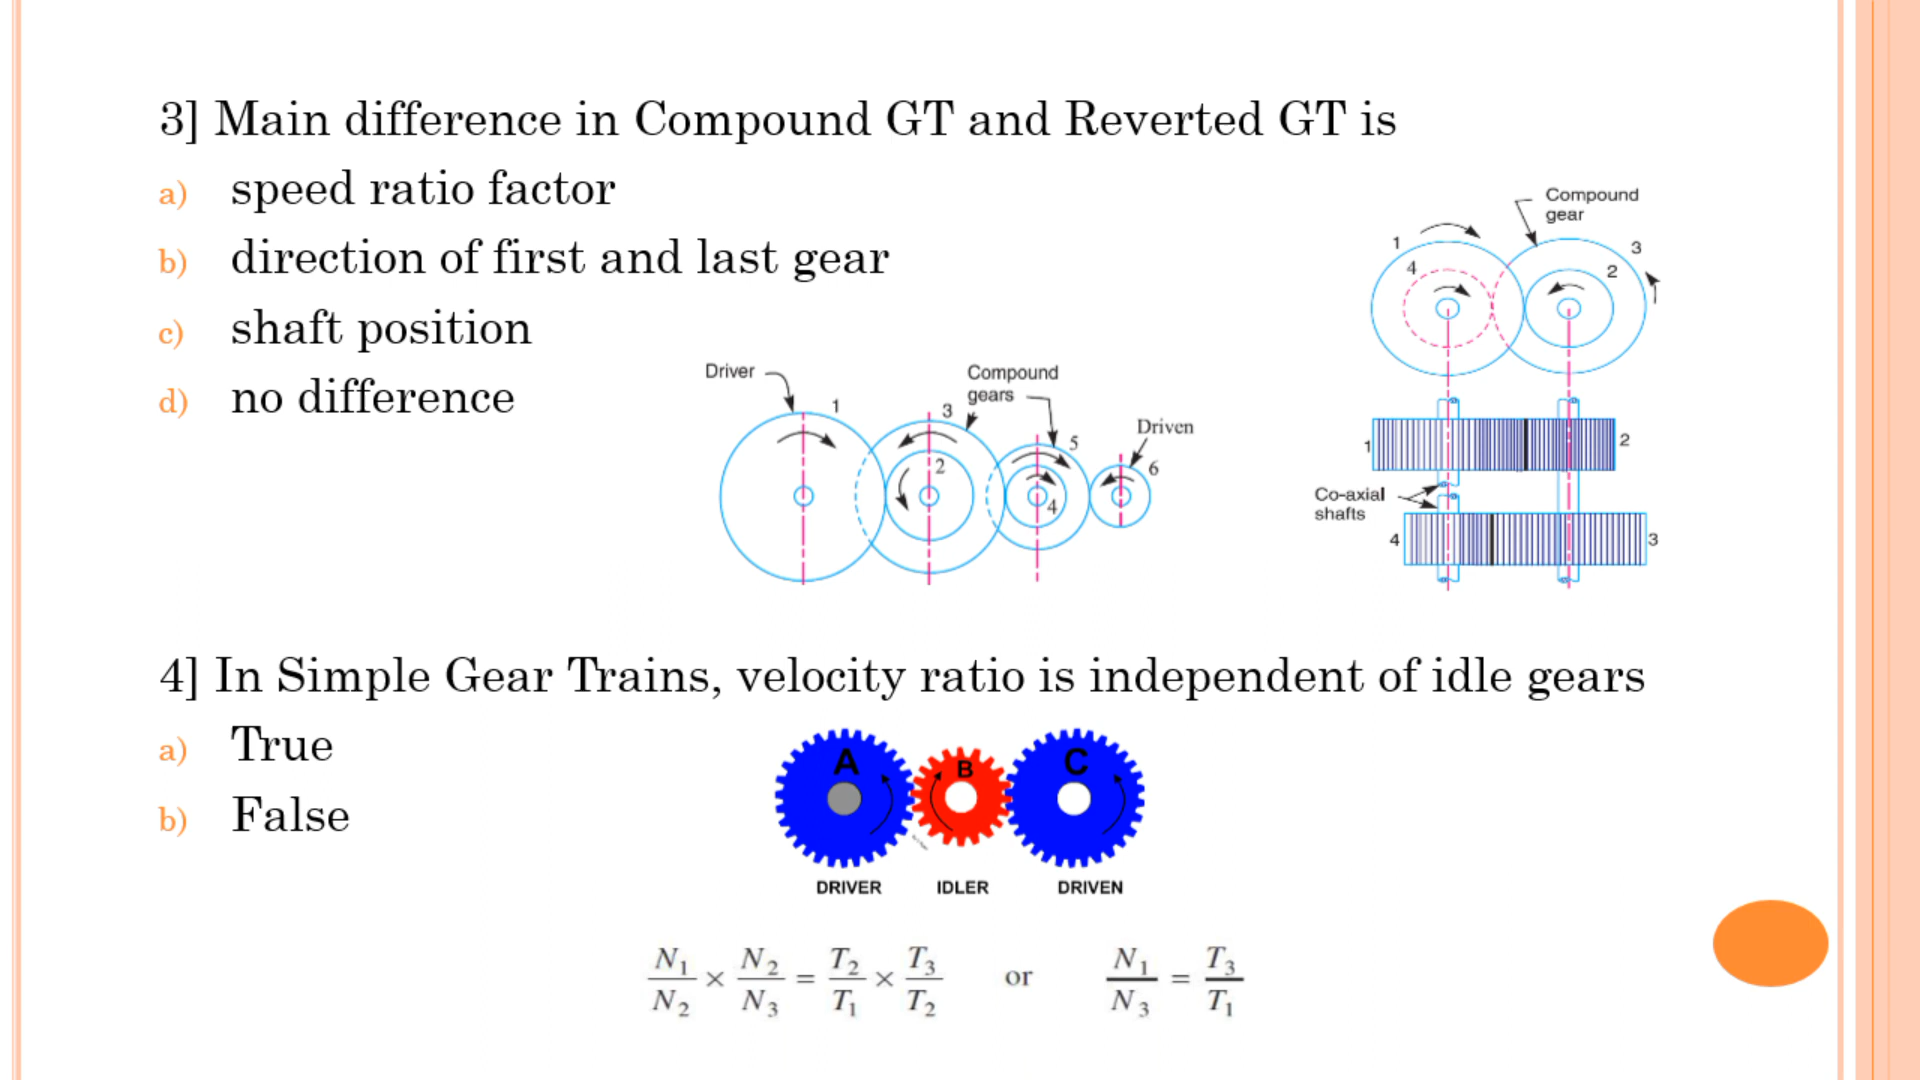 3] Main difference in Compound GT and Reverted GT is
a) speed ratio factor
b) direction of first and last gear
c) shaft position
d) no difference
Driver
1
3
Compound
gears
5
Driven
6
2
4
Compound
gear
1
4
3
2
1
2
Co-axial
shafts
4
3
4] In Simple Gear Trains, velocity ratio is independent of idle gears
a) True
b) False
A
B
C
DRIVER IDLER DRIVEN
N₁/N₂ × N₂/N₃ = T₂/T₁ × T₃/T₂ or N₁/N₃ = T₃/T₁